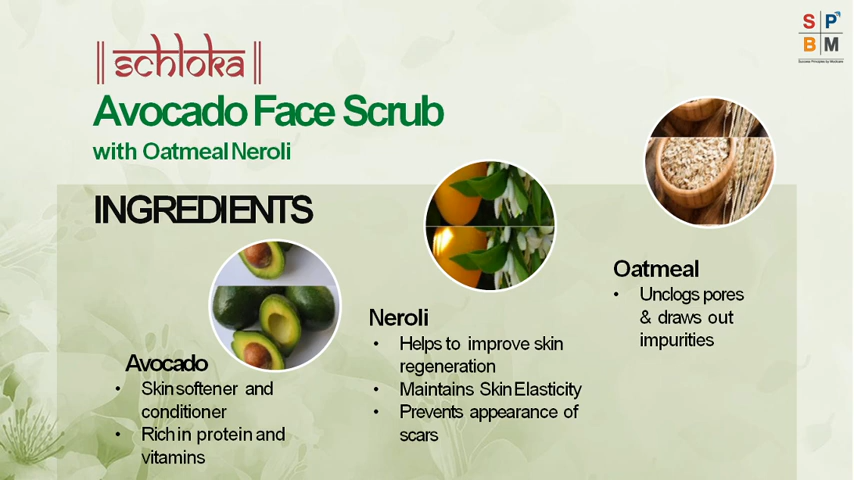 || schloka ||
Avocado Face Scrub
with Oatmeal Neroli
INGREDIENTS
Avocado
• Skin softener and
conditioner
• Rich in protein and
vitamins
Neroli
• Helps to improve skin
regeneration
• Maintains Skin Elasticity
• Prevents appearance of
scars
Oatmeal
• Unclogs pores
& draws out
impurities
S P
B M